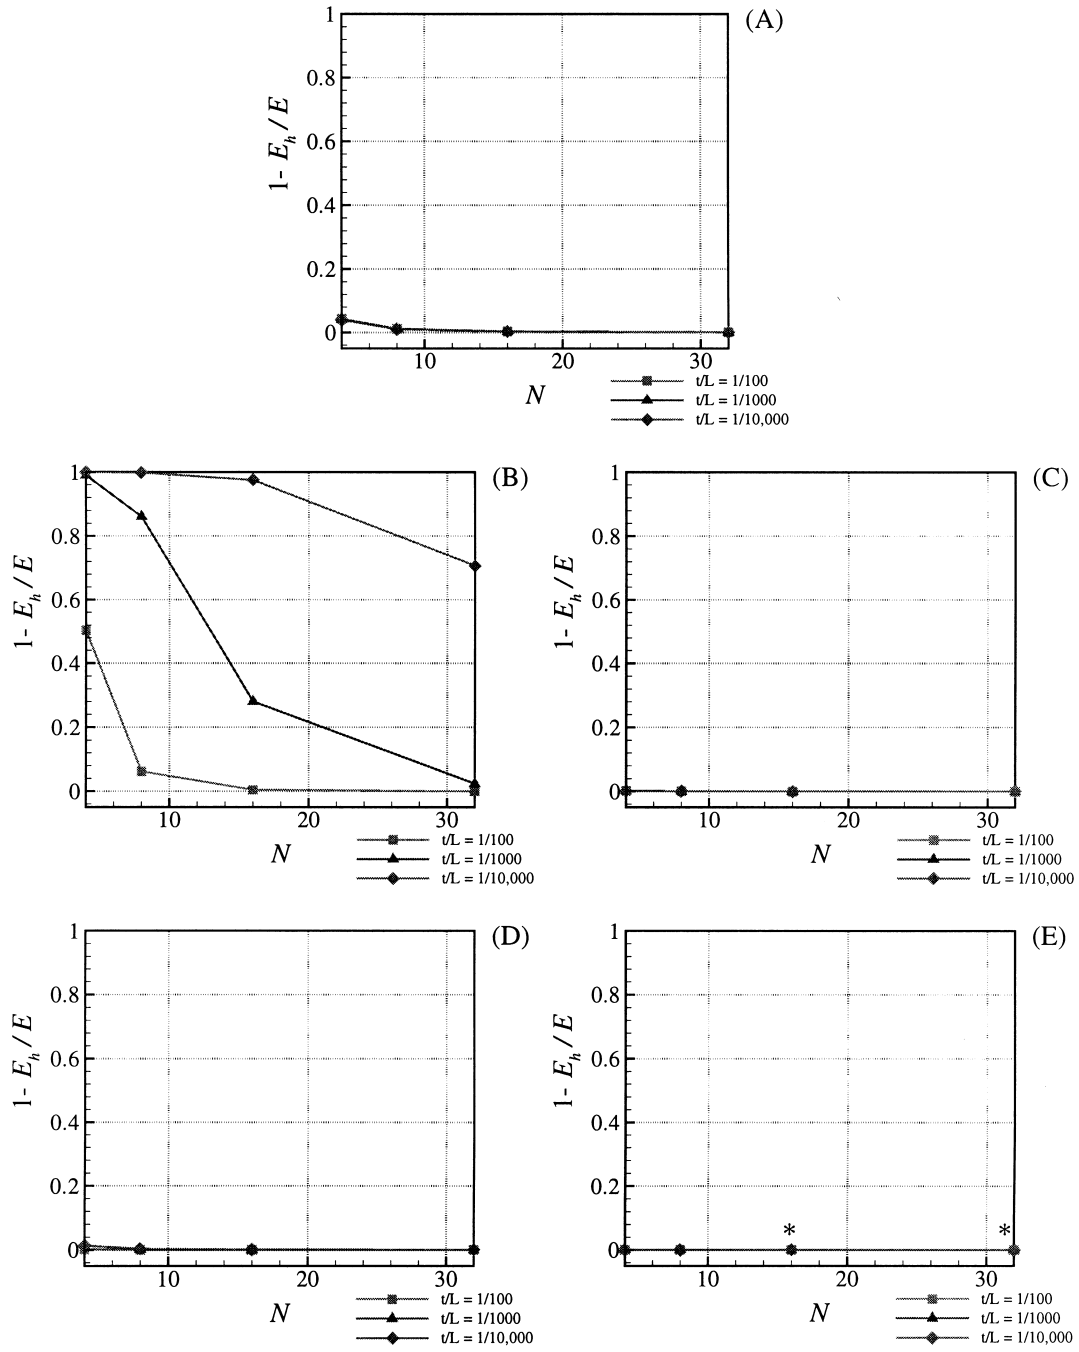 (A)
1
0.8
0.6
0.4
0.2
0
1- E_h / E
10 20 30
N
t/L = 1/100
t/L = 1/1000
t/L = 1/10,000
(B)
1
0.8
0.6
0.4
0.2
0
1- E_h / E
10 20 30
N
t/L = 1/100
t/L = 1/1000
t/L = 1/10,000
(C)
1
0.8
0.6
0.4
0.2
0
1- E_h / E
10 20 30
N
t/L = 1/100
t/L = 1/1000
t/L = 1/10,000
(D)
1
0.8
0.6
0.4
0.2
0
1- E_h / E
10 20 30
N
t/L = 1/100
t/L = 1/1000
t/L = 1/10,000
(E)
1
0.8
0.6
0.4
0.2
0
1- E_h / E
* *
10 20 30
N
t/L = 1/100
t/L = 1/1000
t/L = 1/10,000